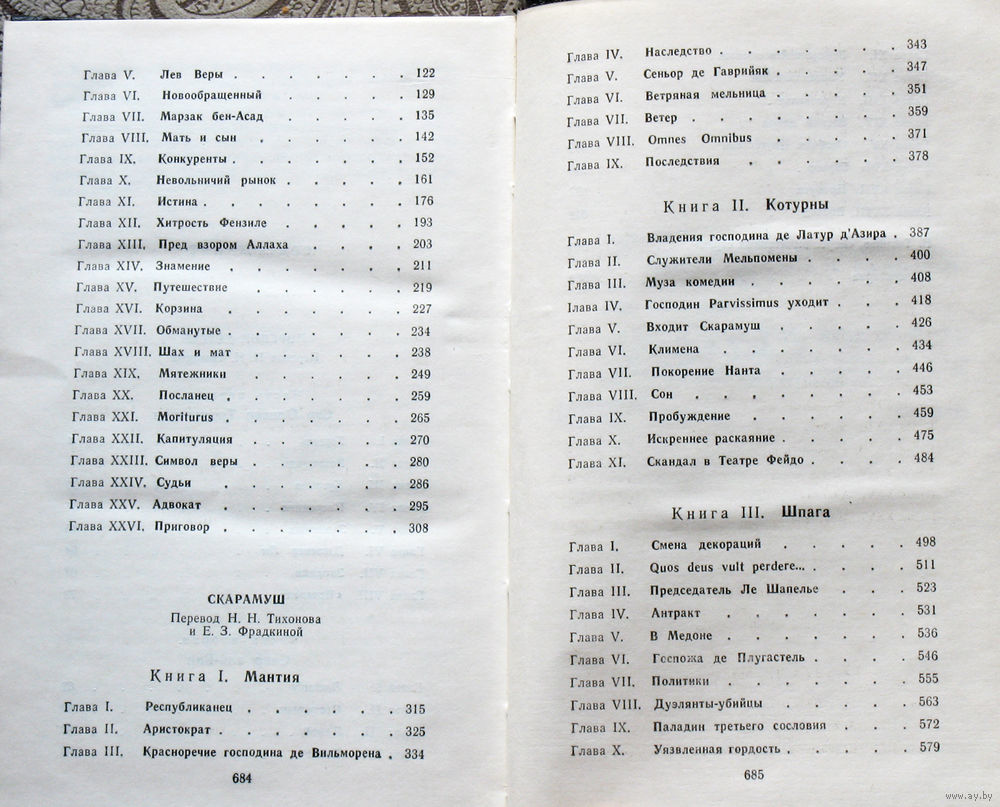 Глава V. Лев Веры . . . . . . . . 122
Глава VI. Новообращенный . . . . . 129
Глава VII. Марзак бен-Асад . . . . . 135
Глава VIII. Мать и сын . . . . . . 142
Глава IX. Конкуренты . . . . . . . 152
Глава X. Невольничий рынок . . . . . 161
Глава XI. Истина . . . . . . . . 176
Глава XII. Хитрость Фензиле . . . . . 193
Глава XIII. Пред взором Аллаха . . . . 203
Глава XIV. Знамение . . . . . . . 211
Глава XV. Путешествие . . . . . . 219
Глава XVI. Корзина . . . . . . . 227
Глава XVII. Обманутые . . . . . . . 234
Глава XVIII. Шах и мат . . . . . . . 238
Глава XIX. Мятежники . . . . . . 249
Глава XX. Посланец . . . . . . . 259
Глава XXI. Moriturus . . . . . . . 265
Глава XXII. Капитуляция . . . . . . 270
Глава XXIII. Символ веры . . . . . . 280
Глава XXIV. Судьи . . . . . . . 286
Глава XXV. Адвокат . . . . . . . 295
Глава XXVI. Приговор . . . . . . . 308
СКАРАМУШ
Перевод Н. Н. Тихонова
и Е. З. Фрадкиной
Книга I. Мантия
Глава I. Республиканец . . . . . . 315
Глава II. Аристократ . . . . . . . 325
Глава III. Красноречие господина де Вильморена . 334
684
Глава IV. Наследство . . . . . . . 343
Глава V. Сеньор де Гаврийяк . . . . . 347
Глава VI. Ветряная мельница . . . . . 351
Глава VII. Ветер . . . . . . . . 359
Глава VIII. Omnes Omnibus . . . . . 371
Глава IX. Последствия . . . . . . 378
Книга II. Котурны
Глава I. Владения господина де Латур д'Азира . 387
Глава II. Служители Мельпомены . . . . 400
Глава III. Муза комедии . . . . . . 408
Глава IV. Господин Parvissimus уходит . . . 418
Глава V. Входит Скарамуш . . . . . 426
Глава VI. Климена . . . . . . . 434
Глава VII. Покорение Нанта . . . . . 446
Глава VIII. Сон . . . . . . . . 453
Глава IX. Пробуждение . . . . . . 459
Глава X. Искреннее раскаяние . . . . . 475
Глава XI. Скандал в Театре Фейдо . . . . 484
Книга III. Шпага
Глава I. Смена декораций . . . . . 498
Глава II. Quos deus vult perdere... . . . . 511
Глава III. Председатель Ле Шапелье . . . 523
Глава IV. Антракт . . . . . . . 531
Глава V. В Медоне . . . . . . . 536
Глава VI. Госпожа де Плугастель . . . . 546
Глава VII. Политики . . . . . . . 555
Глава VIII. Дуэлянты-убийцы . . . . . 563
Глава IX. Паладин третьего сословия . . . 572
Глава X. Уязвленная гордость . . . . . 579
685
www.ay.by